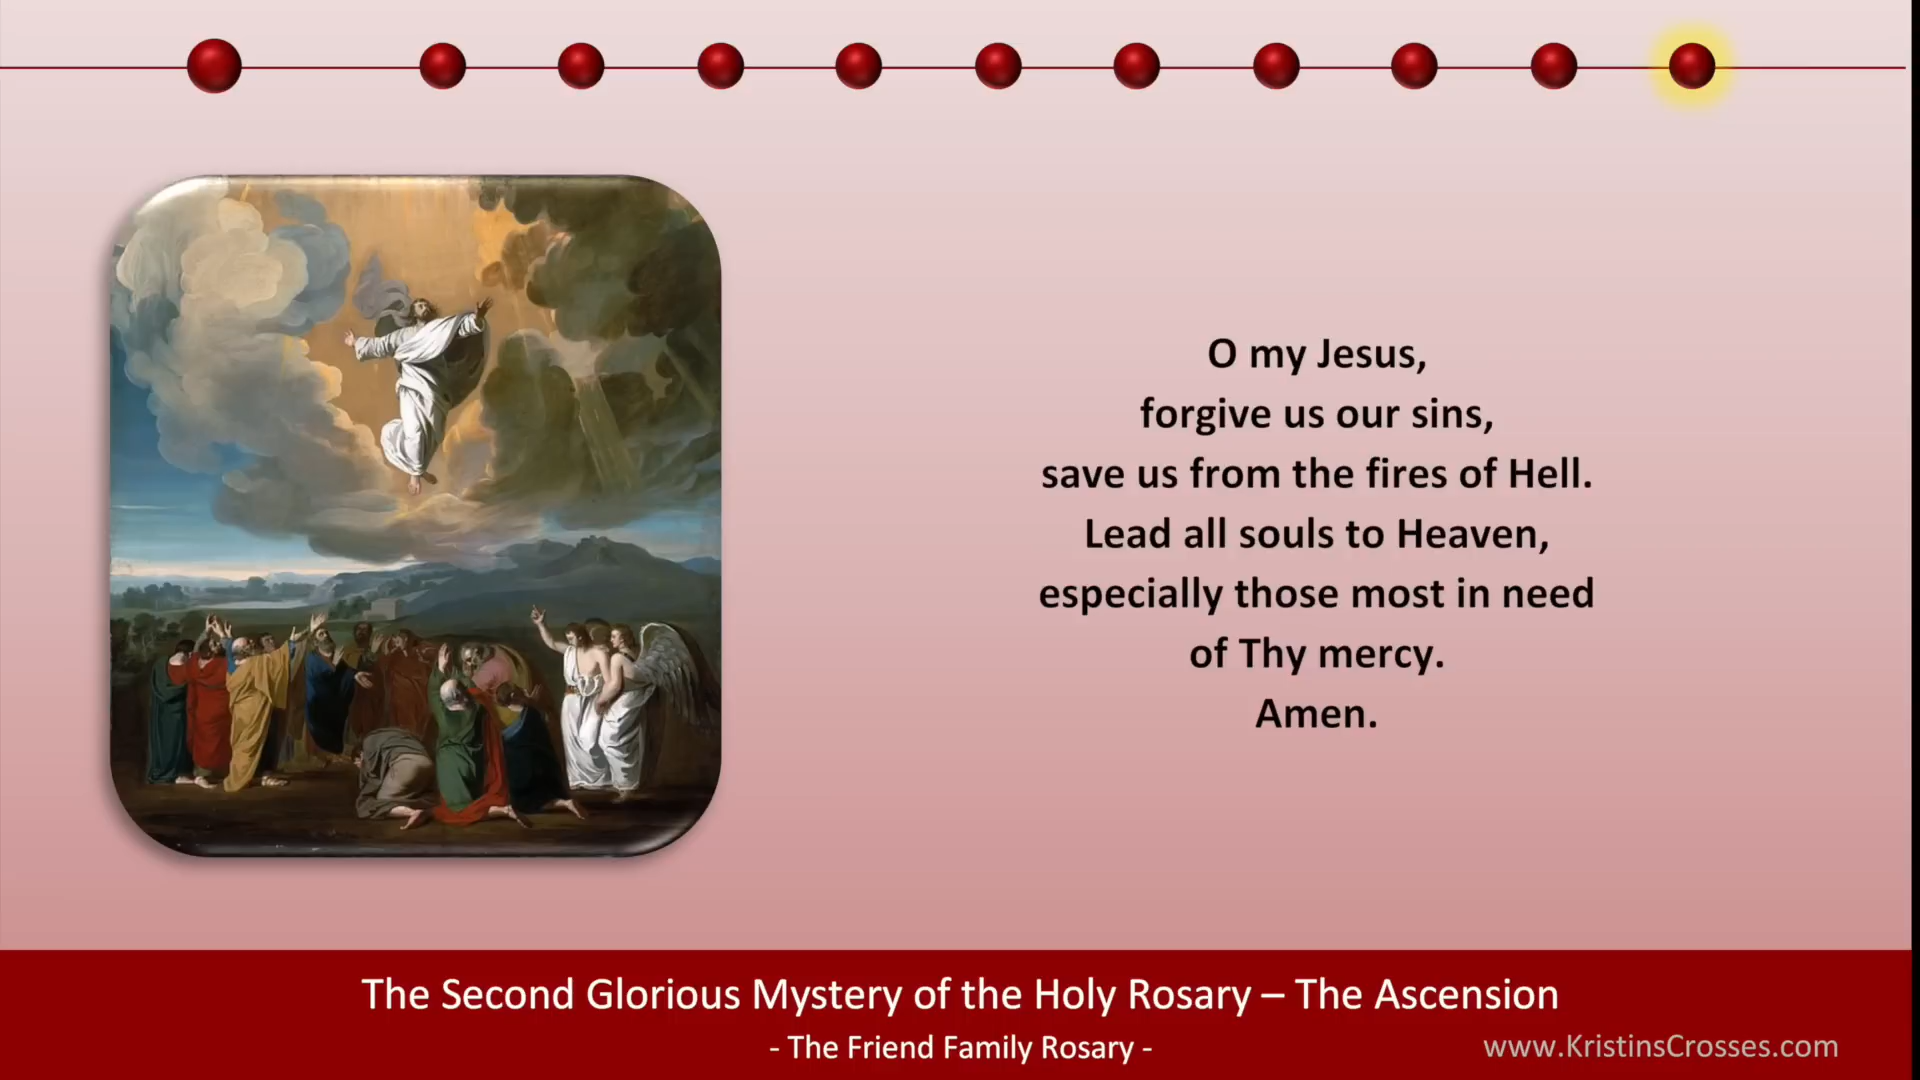 O my Jesus,
forgive us our sins,
save us from the fires of Hell.
Lead all souls to Heaven,
especially those most in need
of Thy mercy.
Amen.
The Second Glorious Mystery of the Holy Rosary – The Ascension
- The Friend Family Rosary -
www.KristinsCrosses.com